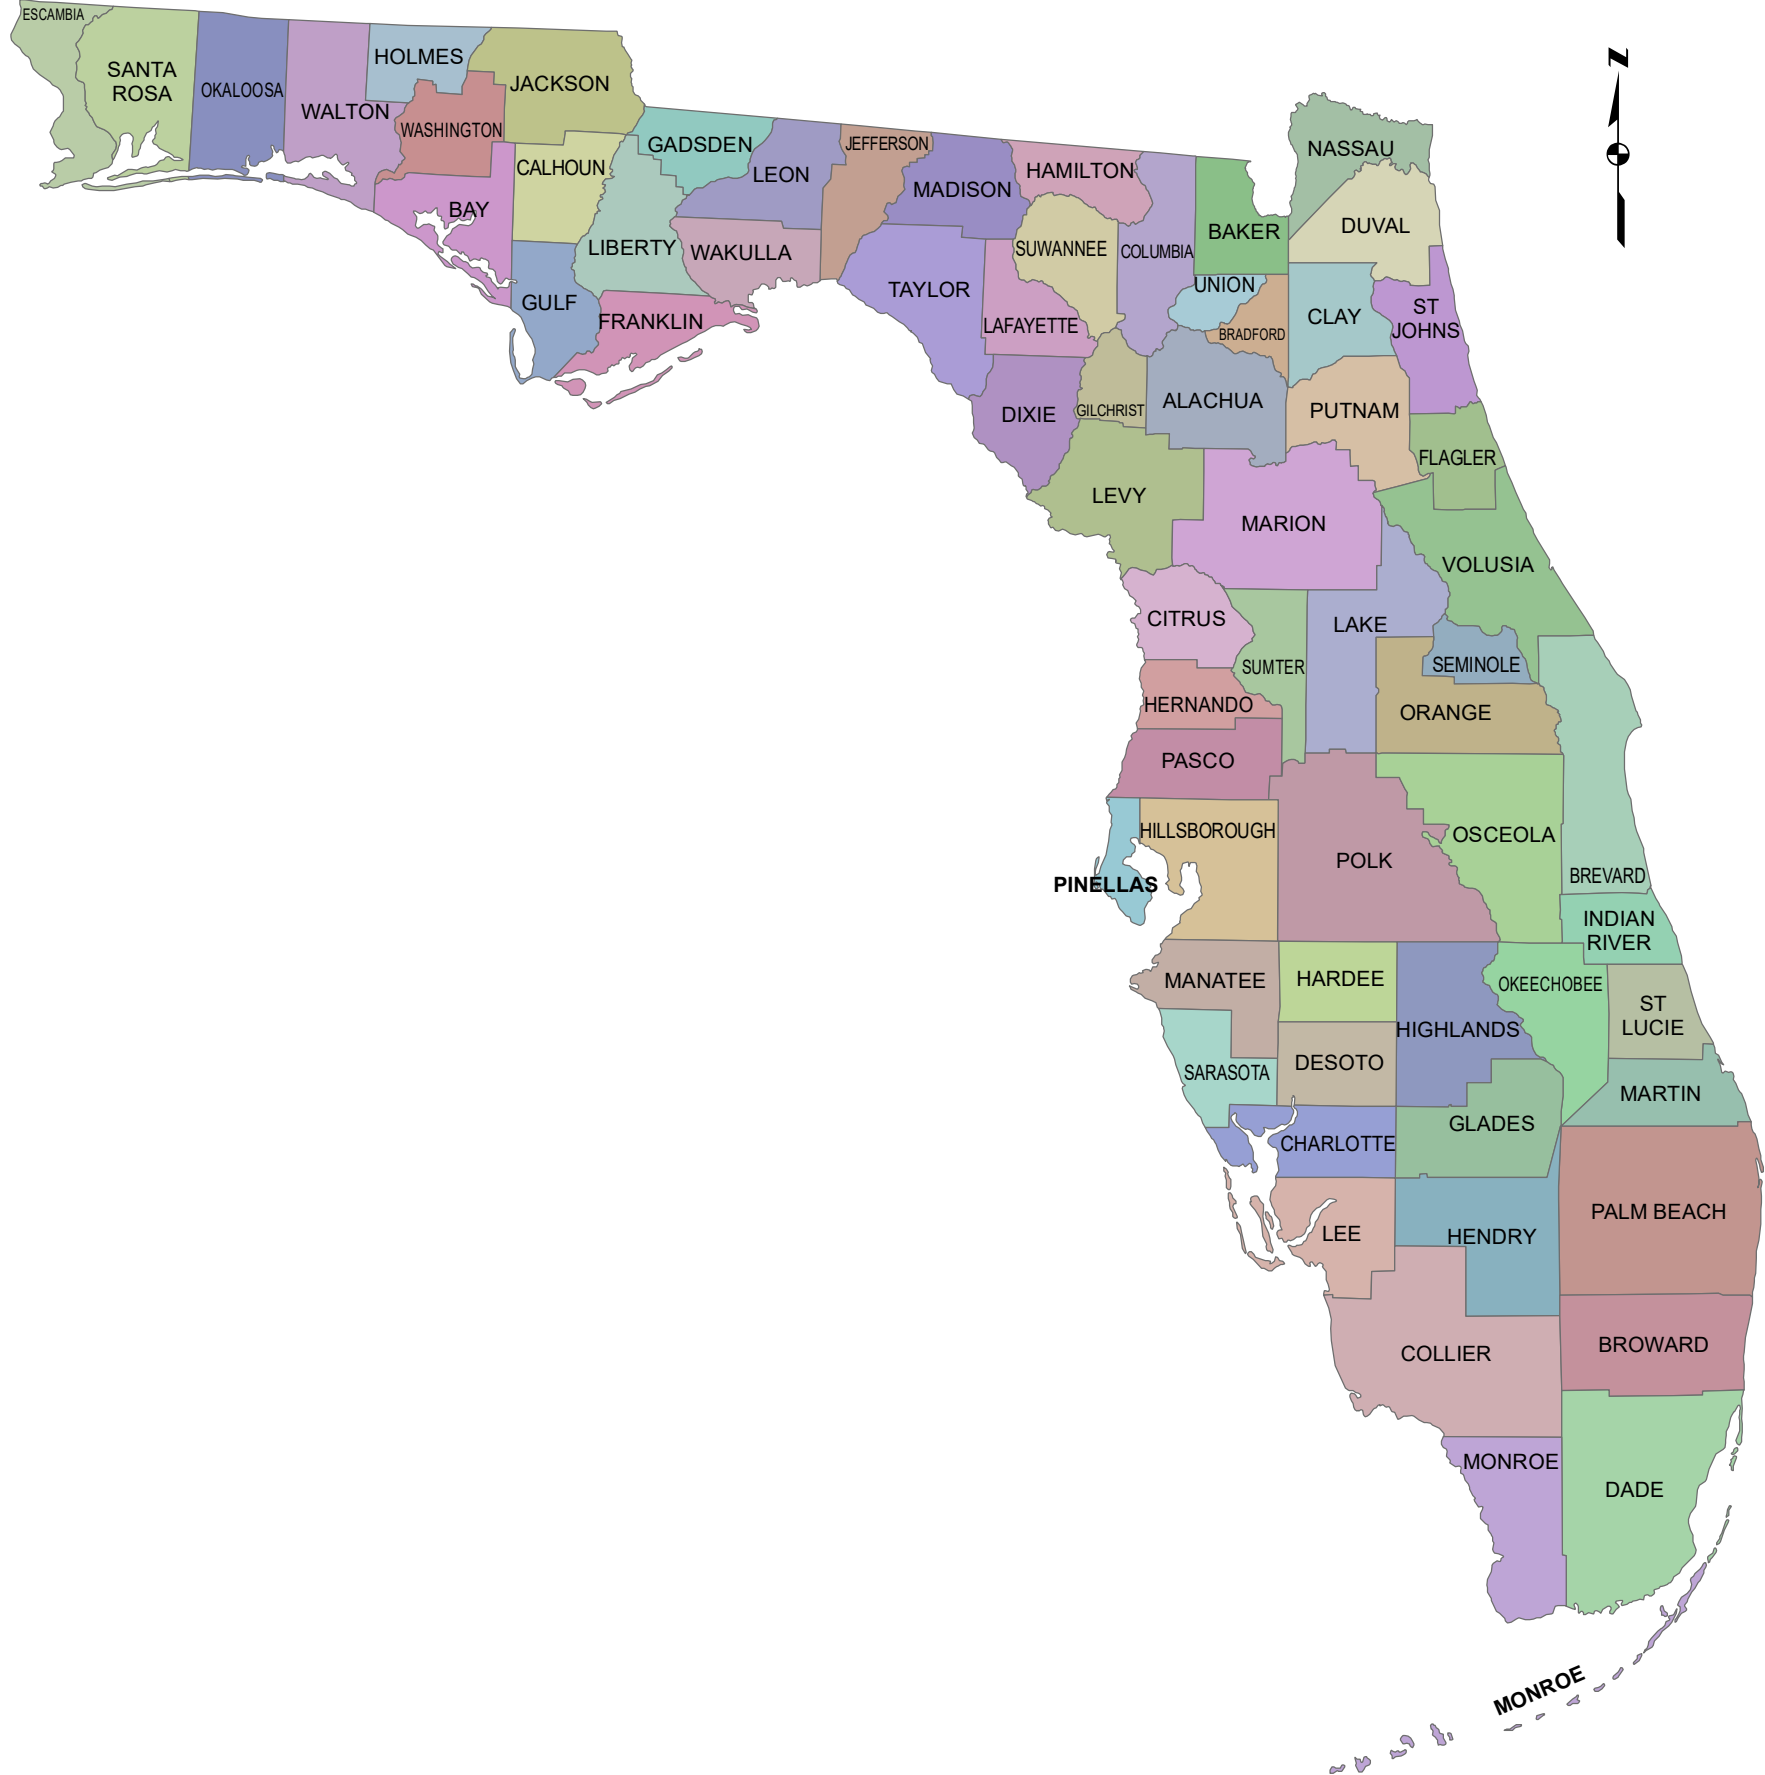 ESCAMBIA
SANTA
ROSA
OKALOOSA
WALTON
HOLMES
WASHINGTON
JACKSON
BAY
CALHOUN
GULF
GADSDEN
LIBERTY
FRANKLIN
LEON
WAKULLA
JEFFERSON
MADISON
TAYLOR
HAMILTON
SUWANNEE
LAFAYETTE
DIXIE
COLUMBIA
GILCHRIST
BAKER
UNION
BRADFORD
ALACHUA
NASSAU
DUVAL
CLAY
ST
JOHNS
PUTNAM
FLAGLER
LEVY
MARION
VOLUSIA
CITRUS
SUMTER
LAKE
SEMINOLE
HERNANDO
ORANGE
PASCO
HILLSBOROUGH
PINELLAS
POLK
OSCEOLA
BREVARD
INDIAN
RIVER
MANATEE
HARDEE
HIGHLANDS
OKEECHOBEE
ST
LUCIE
SARASOTA
DESOTO
MARTIN
CHARLOTTE
GLADES
LEE
HENDRY
PALM BEACH
COLLIER
BROWARD
MONROE
DADE
MONROE
N